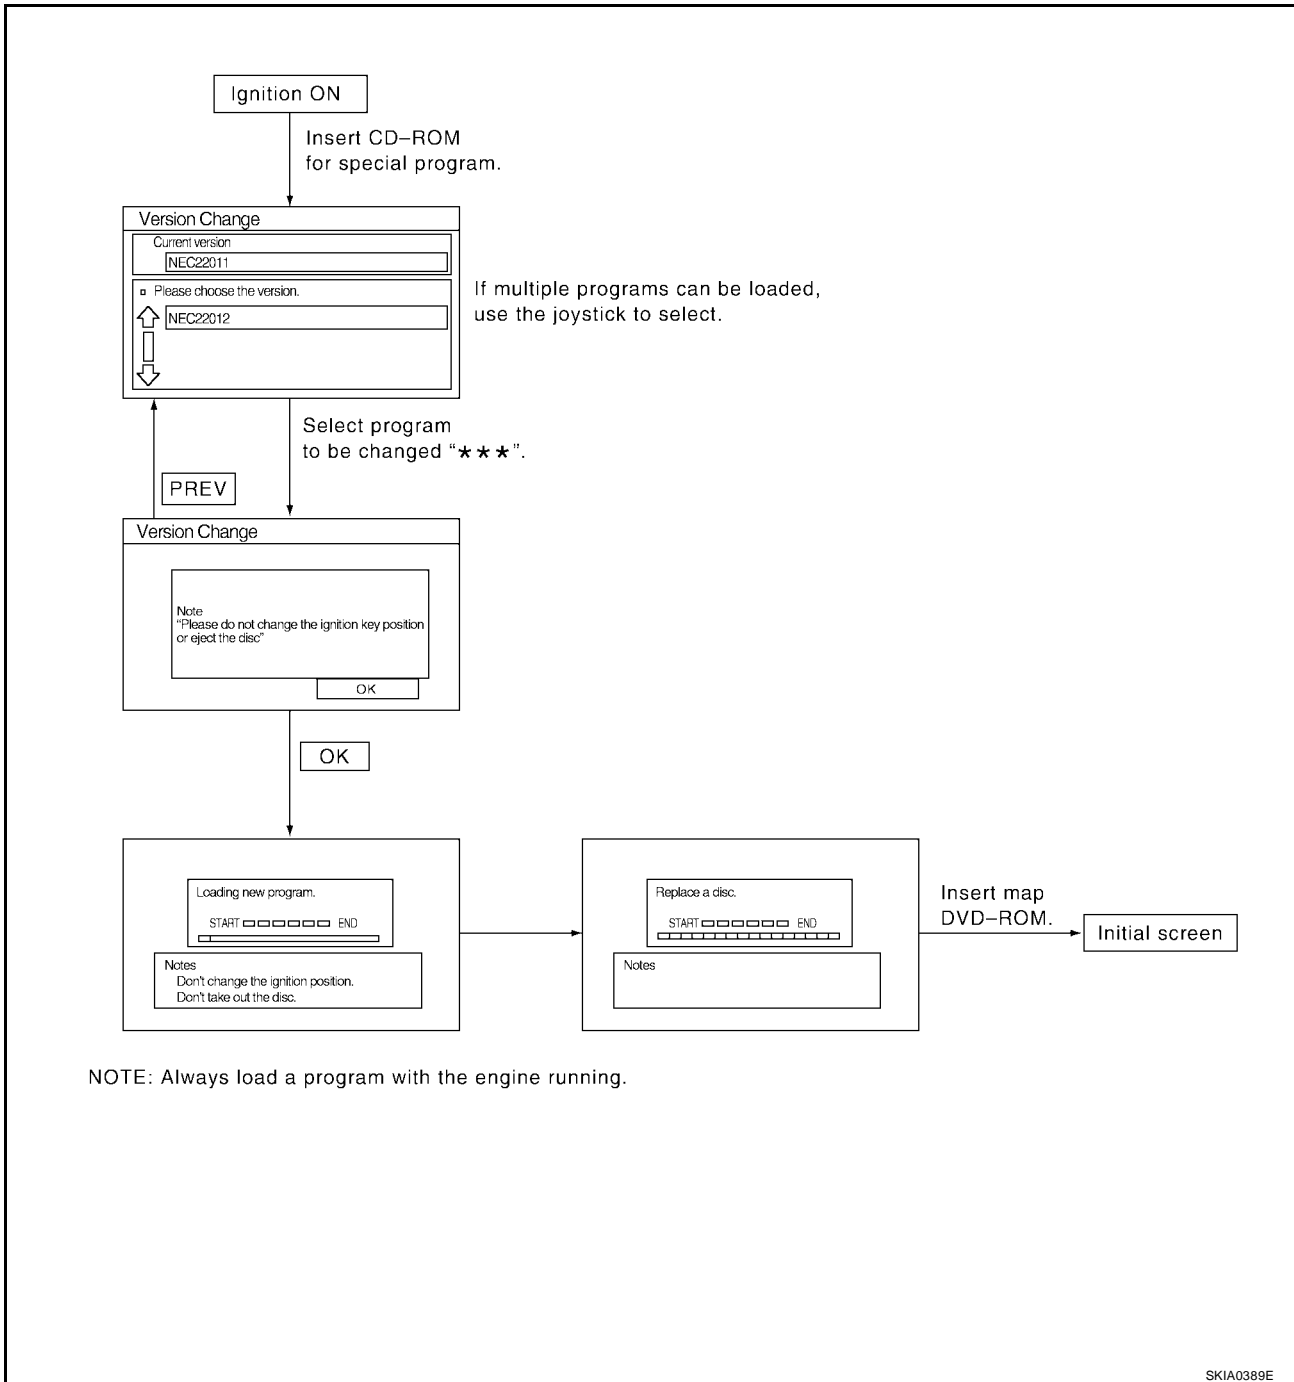 Ignition ON
Insert CD–ROM
for special program.
Version Change
Current version
NEC22011
Please choose the version.
NEC22012
If multiple programs can be loaded,
use the joystick to select.
Select program
to be changed “★★★”.
PREV
Version Change
Note
“Please do not change the ignition key position
or eject the disc”
OK
OK
Loading new program.
START END
Notes
Don't change the ignition position.
Don't take out the disc.
Replace a disc.
START END
Notes
Insert map
DVD–ROM.
Initial screen
NOTE: Always load a program with the engine running.
SKIA0389E